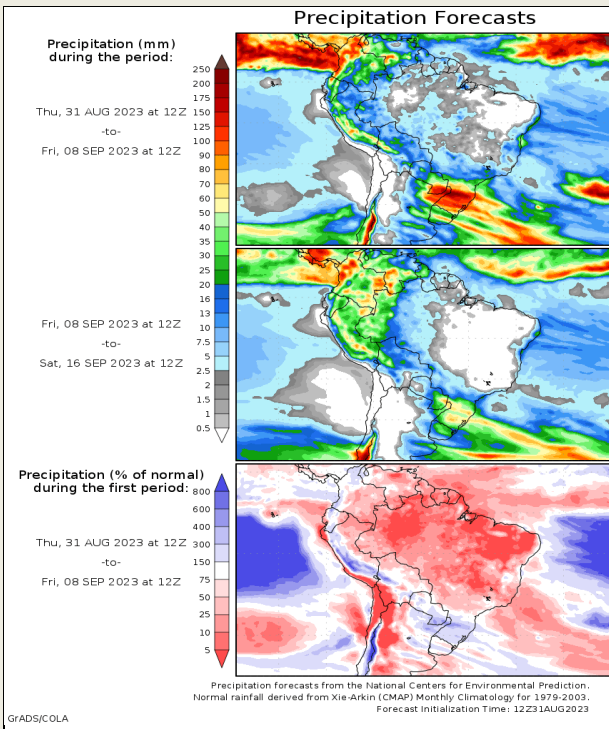 Precipitation Forecasts
Precipitation (mm)
during the period:
Thu, 31 AUG 2023 at 12Z
-to-
Fri, 08 SEP 2023 at 12Z
250
200
175
150
125
100
90
80
70
60
50
40
35
30
25
20
16
13
10
7.5
5
2.5
2
1.5
1
0.5
Fri, 08 SEP 2023 at 12Z
-to-
Sat, 16 SEP 2023 at 12Z
Precipitation (% of normal)
during the first period:
Thu, 31 AUG 2023 at 12Z
-to-
Fri, 08 SEP 2023 at 12Z
800
600
400
300
150
75
50
25
10
5
Precipitation forecasts from the National Centers for Environmental Prediction.
Normal rainfall derived from Xie-Arkin (CMAP) Monthly Climatology for 1979-2003.
Forecast Initialization Time: 12Z31AUG2023
GrADS/COLA